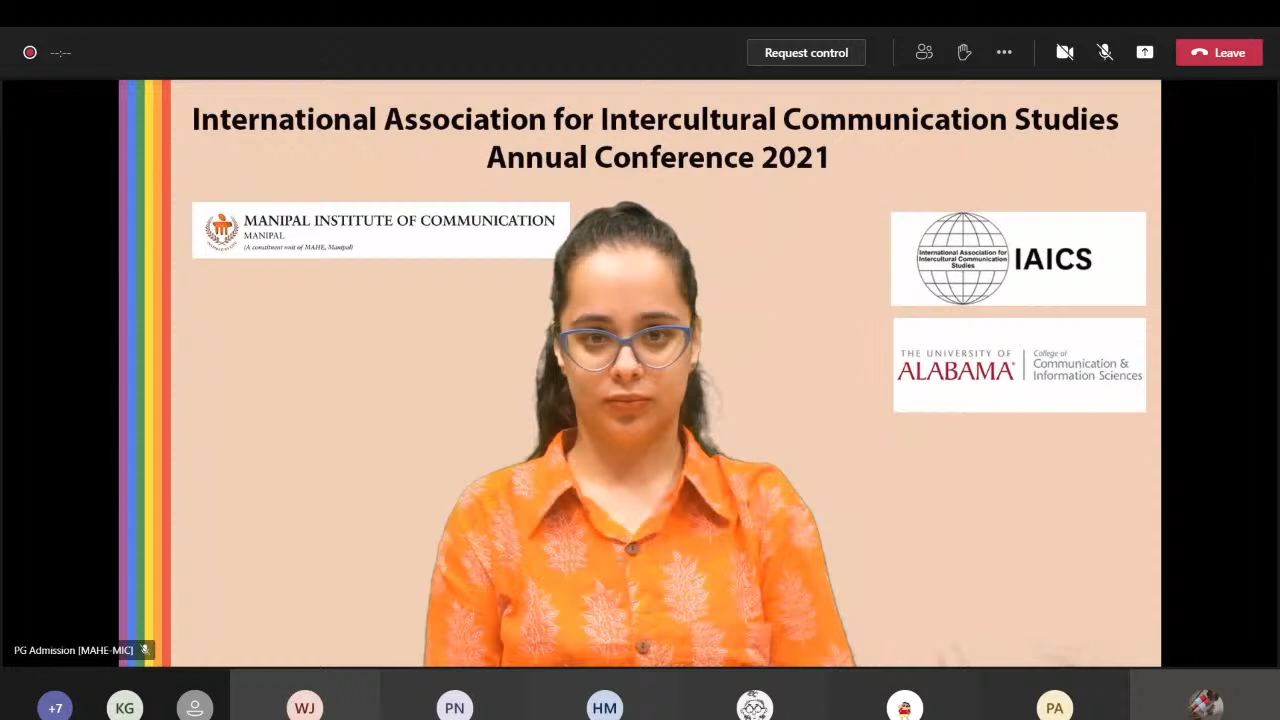 --:--
Request control
Leave
International Association for Intercultural Communication Studies
Annual Conference 2021
MANIPAL INSTITUTE OF COMMUNICATION
MANIPAL
(A constituent unit of MAHE, Manipal)
International Association for
Intercultural Communication
Studies
IAICS
THE UNIVERSITY OF
ALABAMA®
College of
Communication &
Information Sciences
PG Admission [MAHE-MIC]
+7
KG
WJ
PN
HM
PA